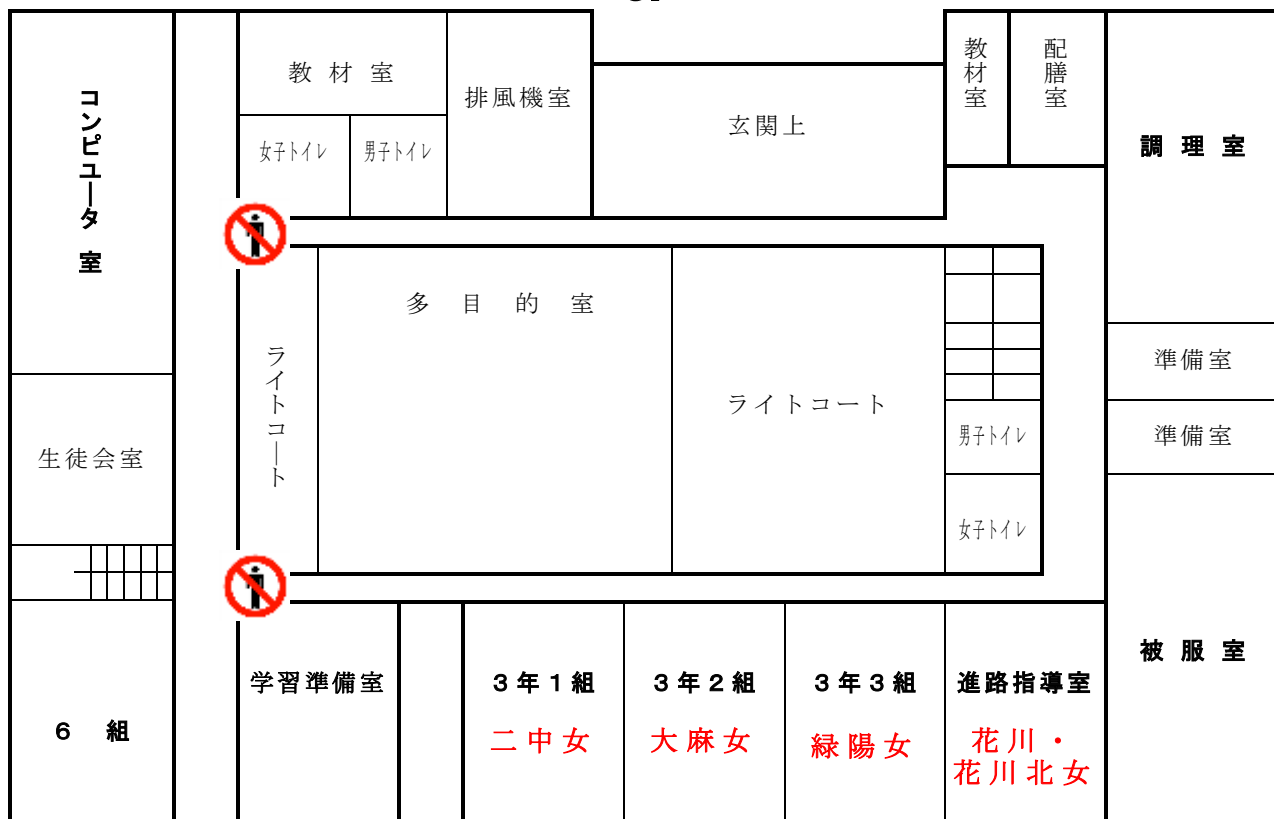 コンピュータ室
教材室
女子トイレ
男子トイレ
排風機室
玄関上
教材室
配膳室
調理室
多目的室
ライトコート
ライトコート
準備室
準備室
男子トイレ
女子トイレ
生徒会室
被服室
6組
学習準備室
3年1組
二中女
3年2組
大麻女
3年3組
緑陽女
進路指導室
花川・
花川北女